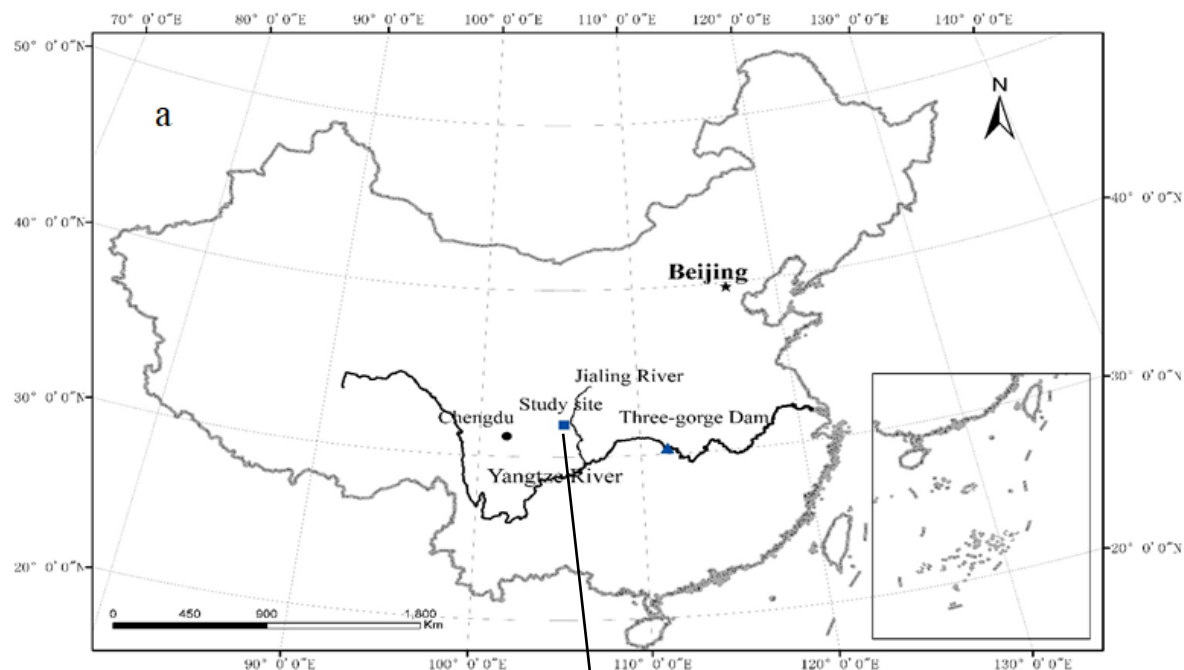 70° 0'0"E 80° 0'0"E 90° 0'0"E 100° 0'0"E 110° 0'0"E 120° 0'0"E 130° 0'0"E 140° 0'0"E
50° 0'0"N
a
N
40° 0'0"N
40° 0'0"N
Beijing
30° 0'0"N
30° 0'0"N
Jialing River
Study site
Chengdu
Three-gorge Dam
Yangtze River
20° 0'0"N
20° 0'0"N
0 450 900 1,800
Km
90° 0'0"E 100° 0'0"E 110° 0'0"E 120° 0'0"E 130° 0'0"E